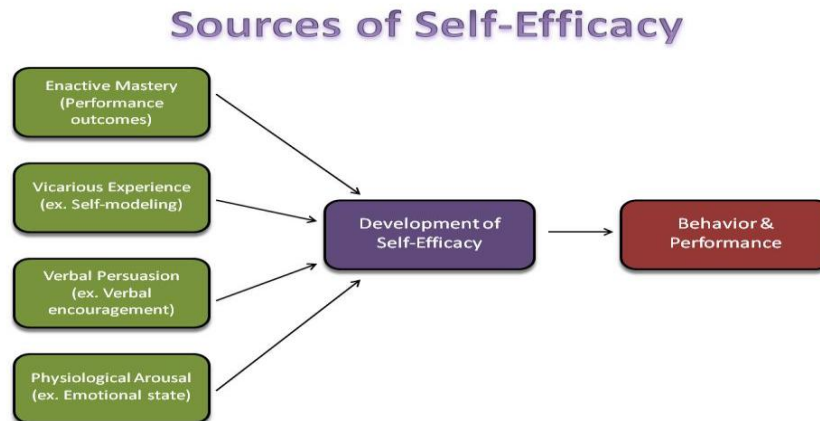 Sources of Self-Efficacy
Enactive Mastery
(Performance
outcomes)
Vicarious Experience
(ex. Self-modeling)
Verbal Persuasion
(ex. Verbal
encouragement)
Physiological Arousal
(ex. Emotional state)
Development of
Self-Efficacy
Behavior &
Performance